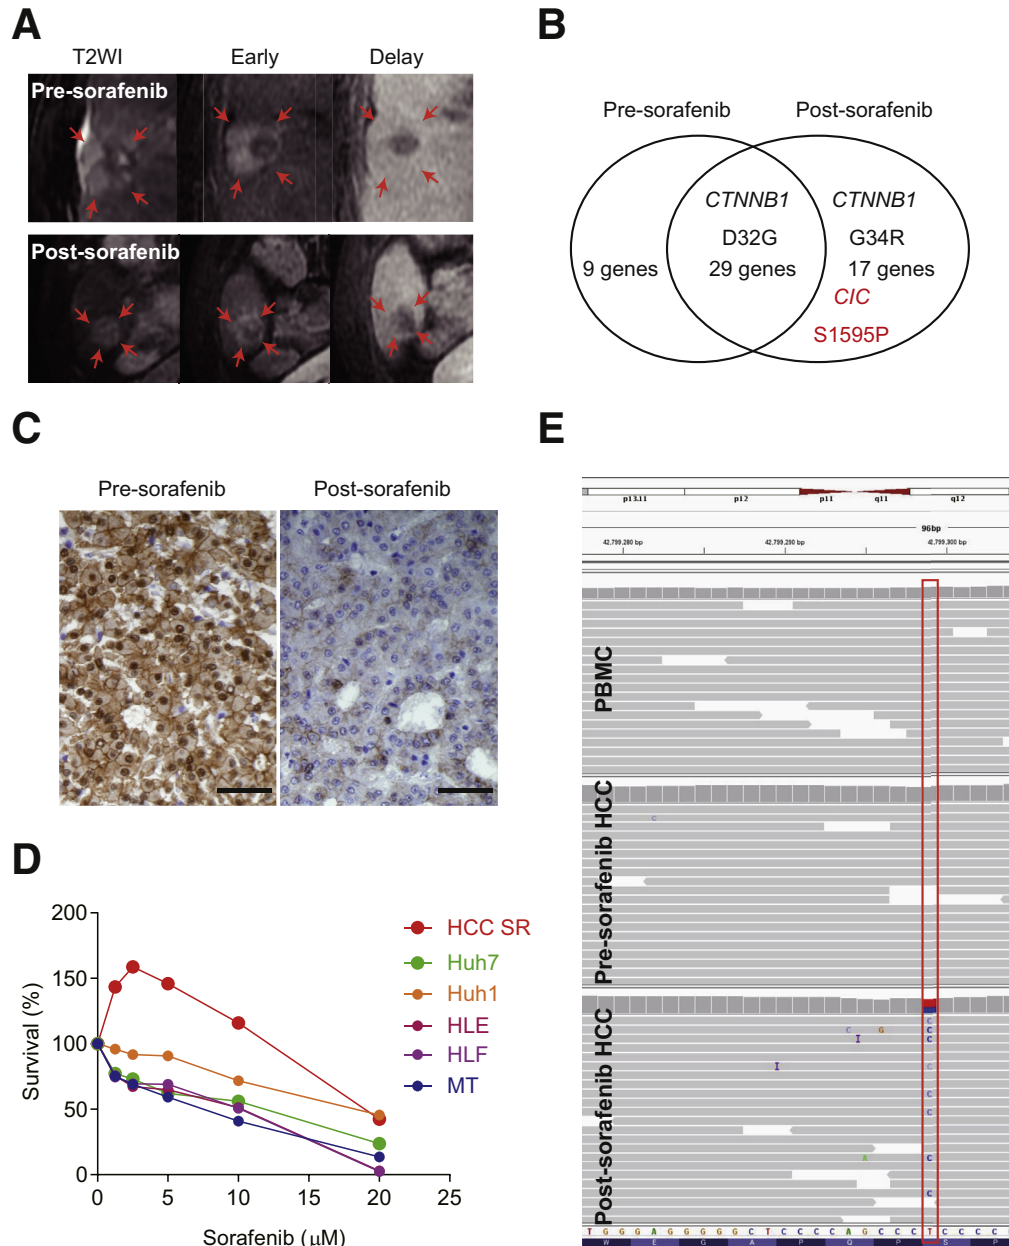 A
T2WI Early Delay
Pre-sorafenib
Post-sorafenib
B
Pre-sorafenib Post-sorafenib
CTNNB1 CTNNB1
D32G G34R
9 genes 29 genes 17 genes
CIC
S1595P
C
Pre-sorafenib Post-sorafenib
D
200
150
100
50
0
0 5 10 15 20 25
Survival (%)
Sorafenib (μM)
HCC SR
Huh7
Huh1
HLE
HLF
MT
E
p13.11 p12 p11 q11 q12
96bp
42,799,280 bp 42,799,290 bp 42,799,300 bp
PBMC
Pre-sorafenib HCC
C
Post-sorafenib HCC
C
C G C
I C
I C
C
C
A C
C
T G G G A G G G G G C T C C C C A G C C C T C C C C
W E G A P Q P S P